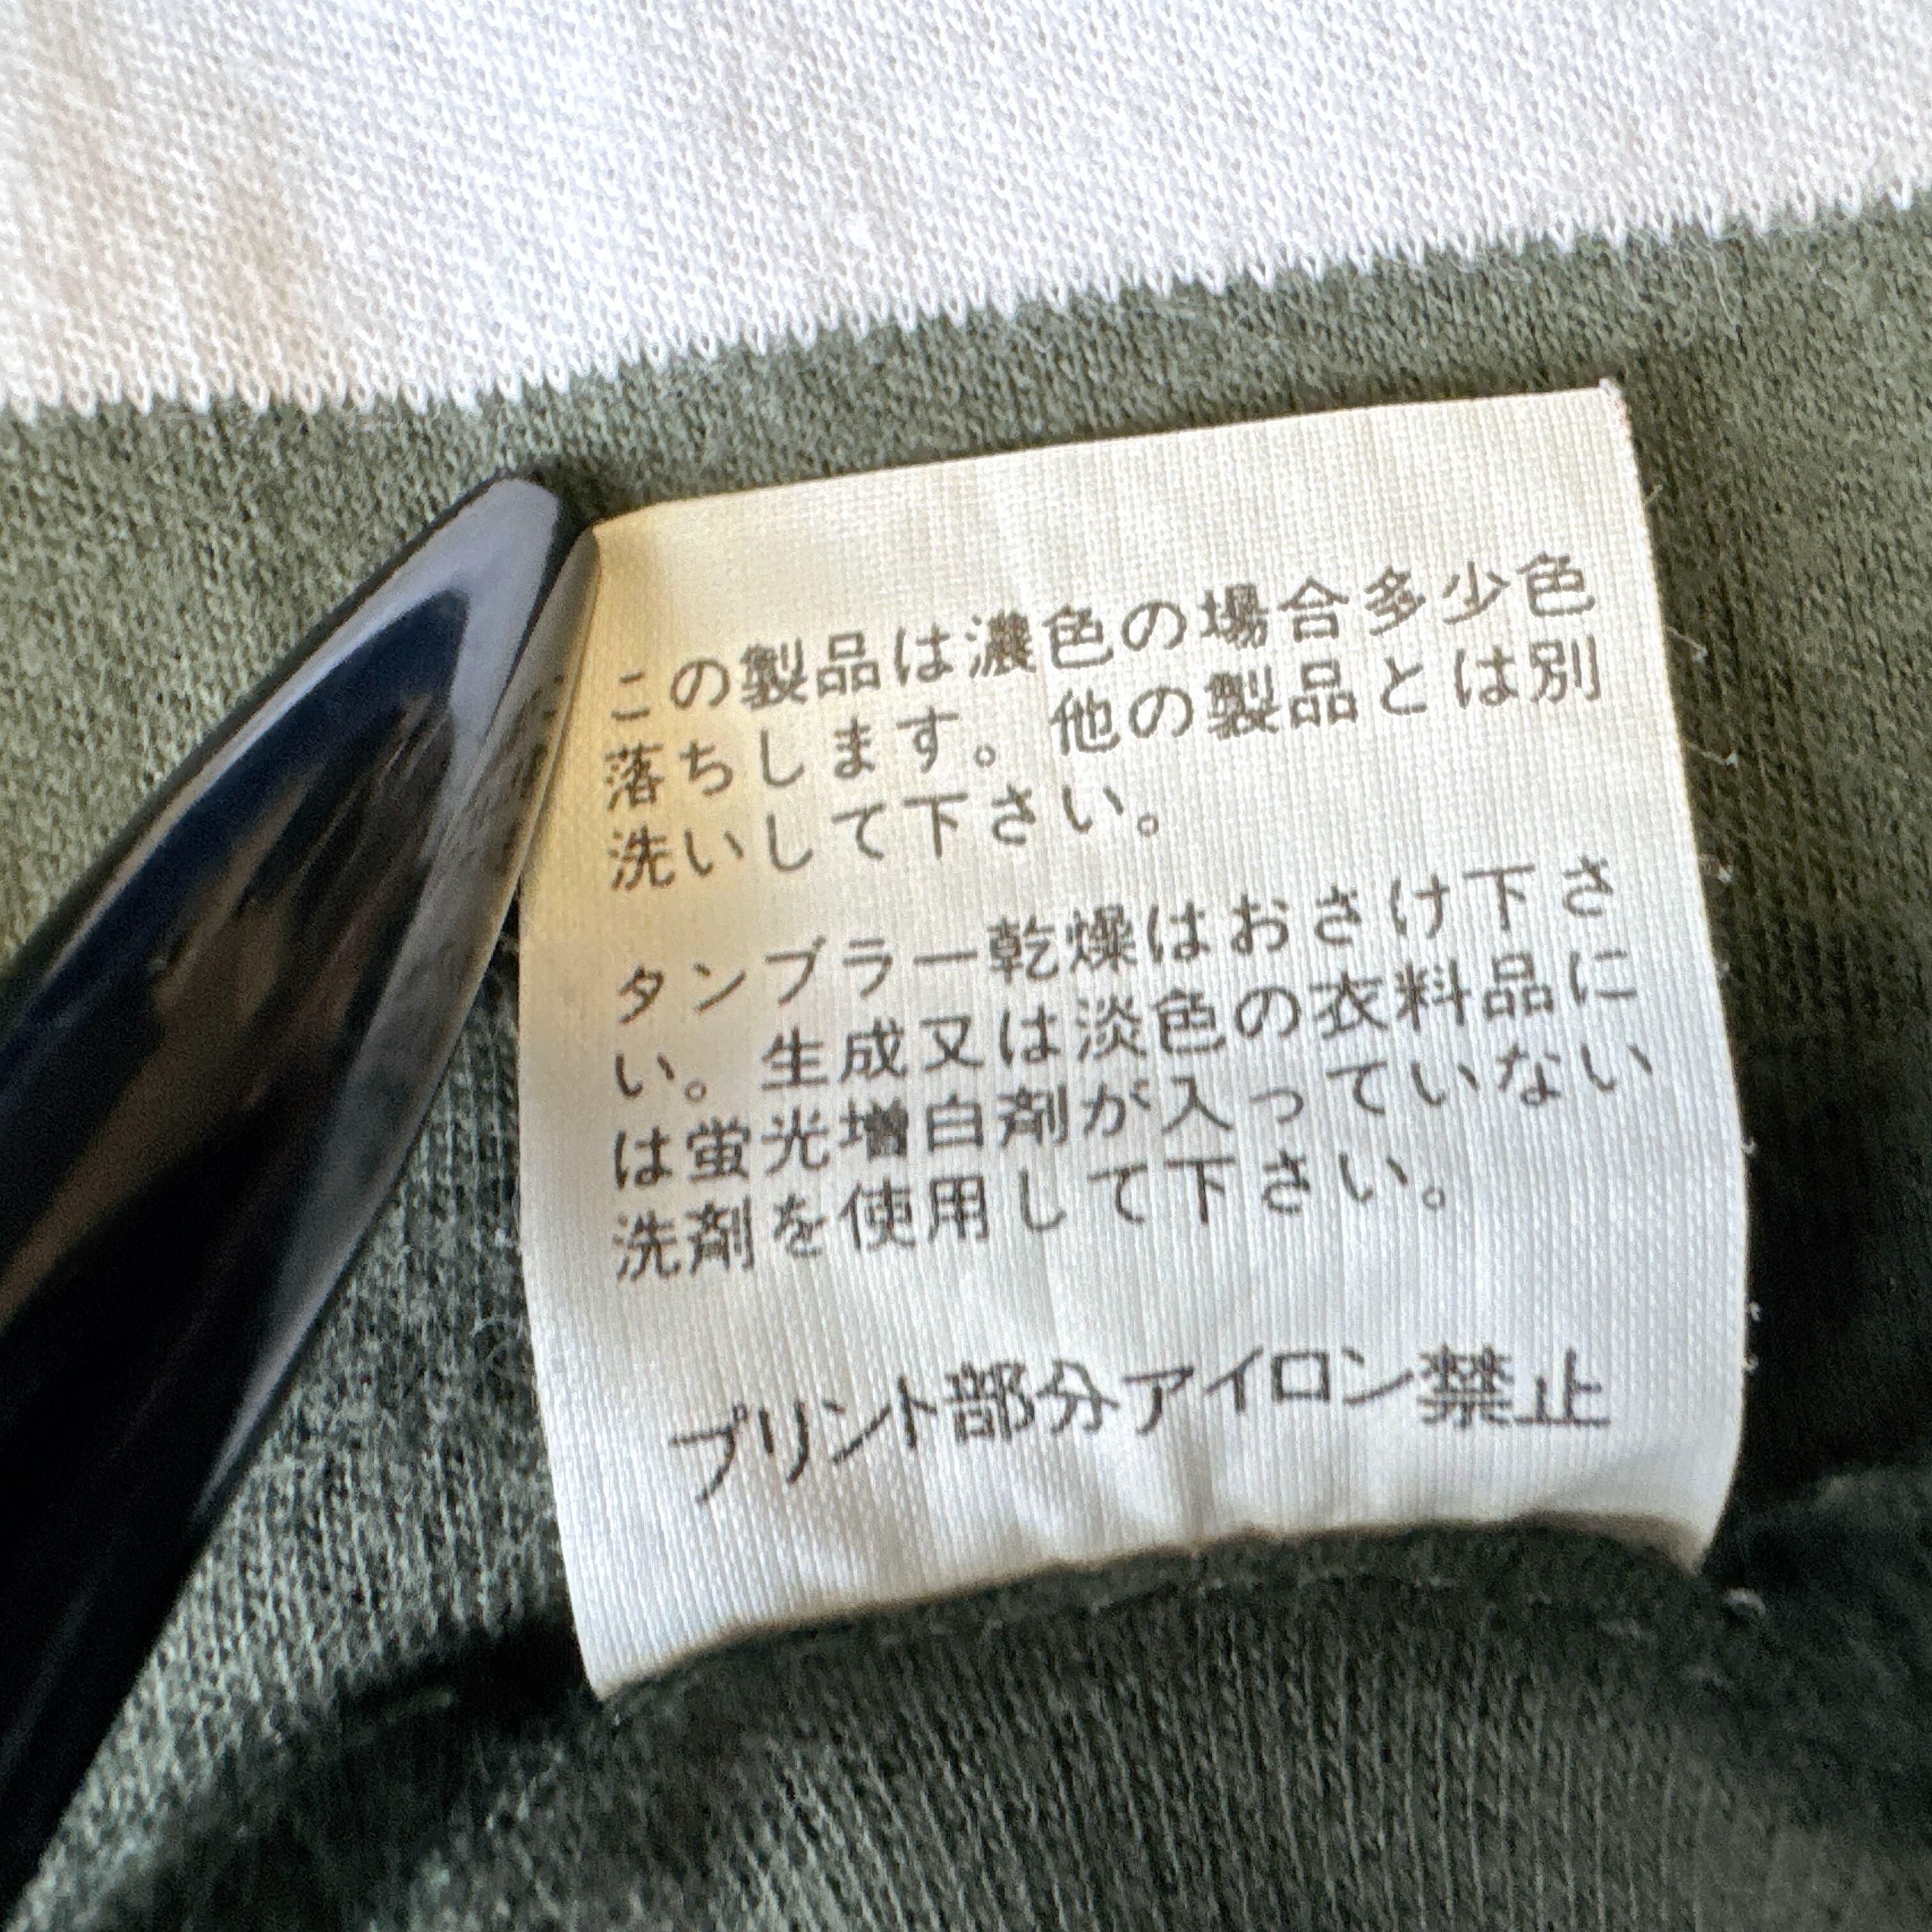 この製品は濃色の場合多少色
落ちします。他の製品とは別
洗いして下さい。
タンブラー乾燥はおさけ下さ
い。生成又は淡色の衣料品に
は蛍光増白剤が入っていない
洗剤を使用して下さい。
プリント部分アイロン禁止